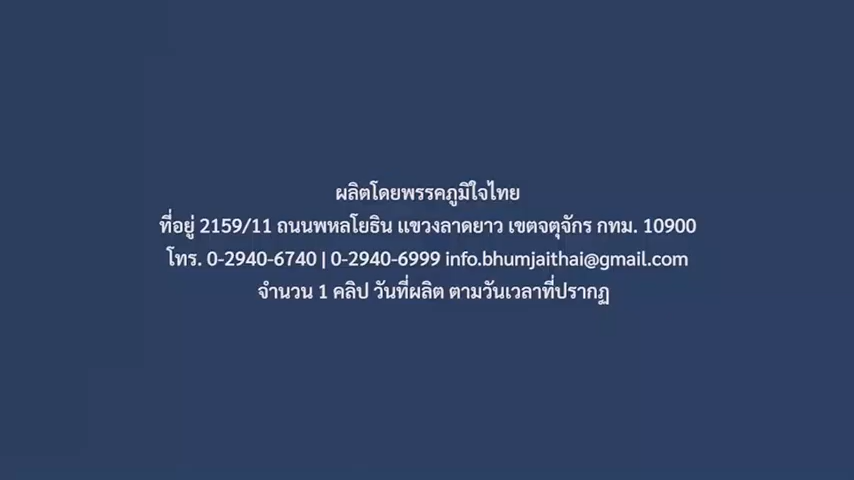 ผลิตโดยพรรคภูมิใจไทย
ที่อยู่ 2159/11 ถนนพหลโยธิน แขวงลาดยาว เขตจตุจักร กทม. 10900
โทร. 0-2940-6740 | 0-2940-6999 info.bhumjaithai@gmail.com
จำนวน 1 คลิป วันที่ผลิต ตามวันเวลาที่ปรากฏ